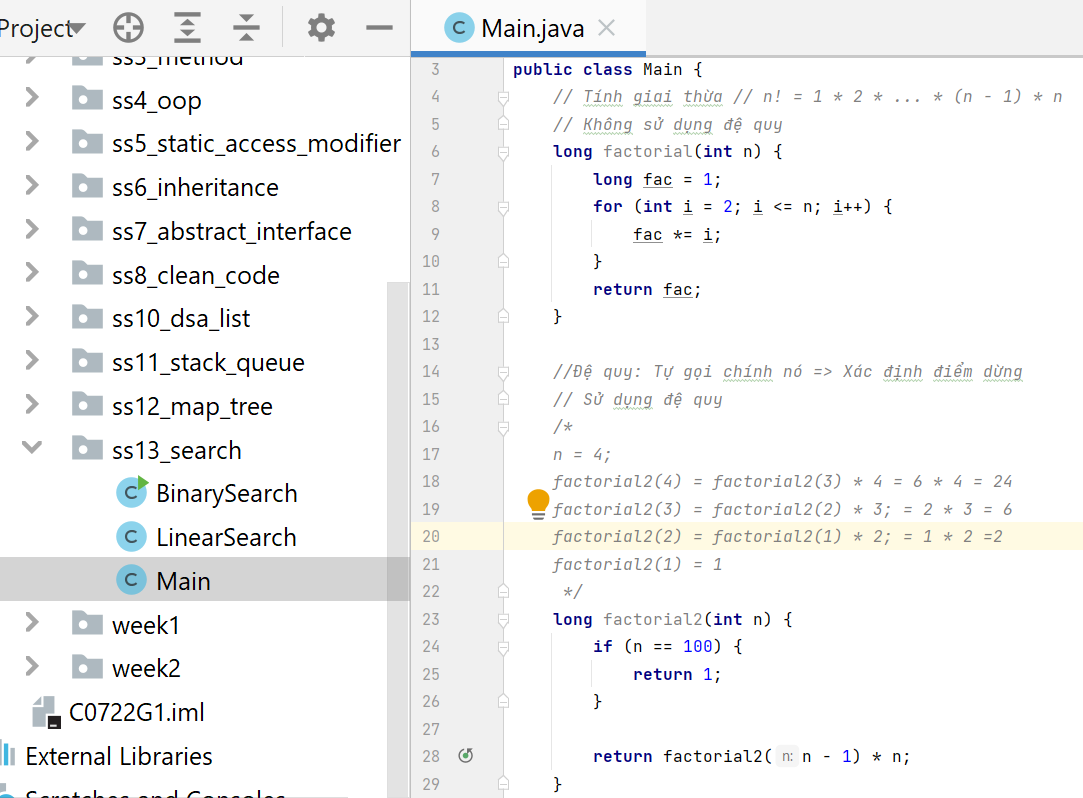 Project
ss3_method
ss4_oop
ss5_static_access_modifier
ss6_inheritance
ss7_abstract_interface
ss8_clean_code
ss10_dsa_list
ss11_stack_queue
ss12_map_tree
ss13_search
C BinarySearch
C LinearSearch
C Main
week1
week2
C0722G1.iml
External Libraries
Scratches and Consoles
C Main.java
3 public class Main {
4 // Tính giai thừa // n! = 1 * 2 * ... * (n - 1) * n
5 // Không sử dụng đệ quy
6 long factorial(int n) {
7 long fac = 1;
8 for (int i = 2; i <= n; i++) {
9 fac *= i;
10 }
11 return fac;
12 }
13
14 //Đệ quy: Tự gọi chính nó => Xác định điểm dừng
15 // Sử dụng đệ quy
16 /*
17 n = 4;
18 factorial2(4) = factorial2(3) * 4 = 6 * 4 = 24
19 factorial2(3) = factorial2(2) * 3; = 2 * 3 = 6
20 factorial2(2) = factorial2(1) * 2; = 1 * 2 =2
21 factorial2(1) = 1
22 */
23 long factorial2(int n) {
24 if (n == 100) {
25 return 1;
26 }
27
28 return factorial2( n: n - 1) * n;
29 }